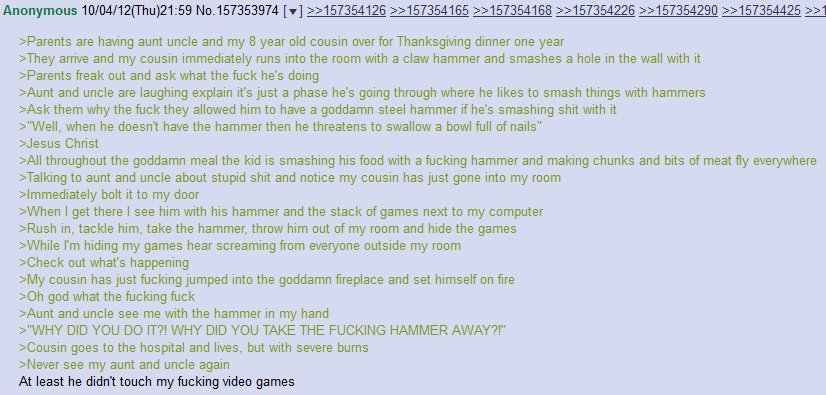 Anonymous 10/04/12(Thu)21:59 No.157353974 [▼] >>157354126 >>157354165 >>157354168 >>157354226 >>157354290 >>157354425 >>1
>Parents are having aunt uncle and my 8 year old cousin over for Thanksgiving dinner one year
>They arrive and my cousin immediately runs into the room with a claw hammer and smashes a hole in the wall with it
>Parents freak out and ask what the fuck he's doing
>Aunt and uncle are laughing explain it's just a phase he's going through where he likes to smash things with hammers
>Ask them why the fuck they allowed him to have a goddamn steel hammer if he's smashing shit with it
>"Well, when he doesn't have the hammer then he threatens to swallow a bowl full of nails"
>Jesus Christ
>All throughout the goddamn meal the kid is smashing his food with a fucking hammer and making chunks and bits of meat fly everywhere
>Talking to aunt and uncle about stupid shit and notice my cousin has just gone into my room
>Immediately bolt it to my door
>When I get there I see him with his hammer and the stack of games next to my computer
>Rush in, tackle him, take the hammer, throw him out of my room and hide the games
>While I'm hiding my games hear screaming from everyone outside my room
>Check out what's happening
>My cousin has just fucking jumped into the goddamn fireplace and set himself on fire
>Oh god what the fucking fuck
>Aunt and uncle see me with the hammer in my hand
>"WHY DID YOU DO IT?! WHY DID YOU TAKE THE FUCKING HAMMER AWAY?!"
>Cousin goes to the hospital and lives, but with severe burns
>Never see my aunt and uncle again
At least he didn't touch my fucking video games